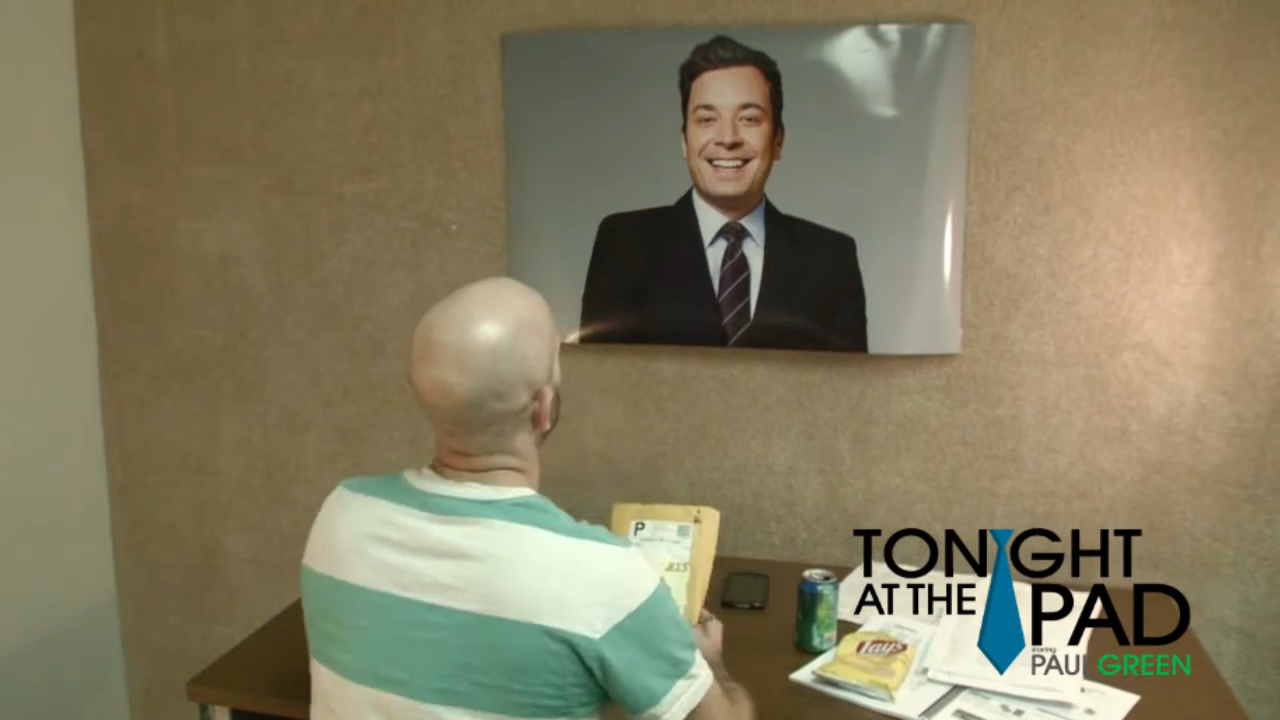 P
Lay's
TONIGHT
AT THE PAD
starring
PAUL GREEN